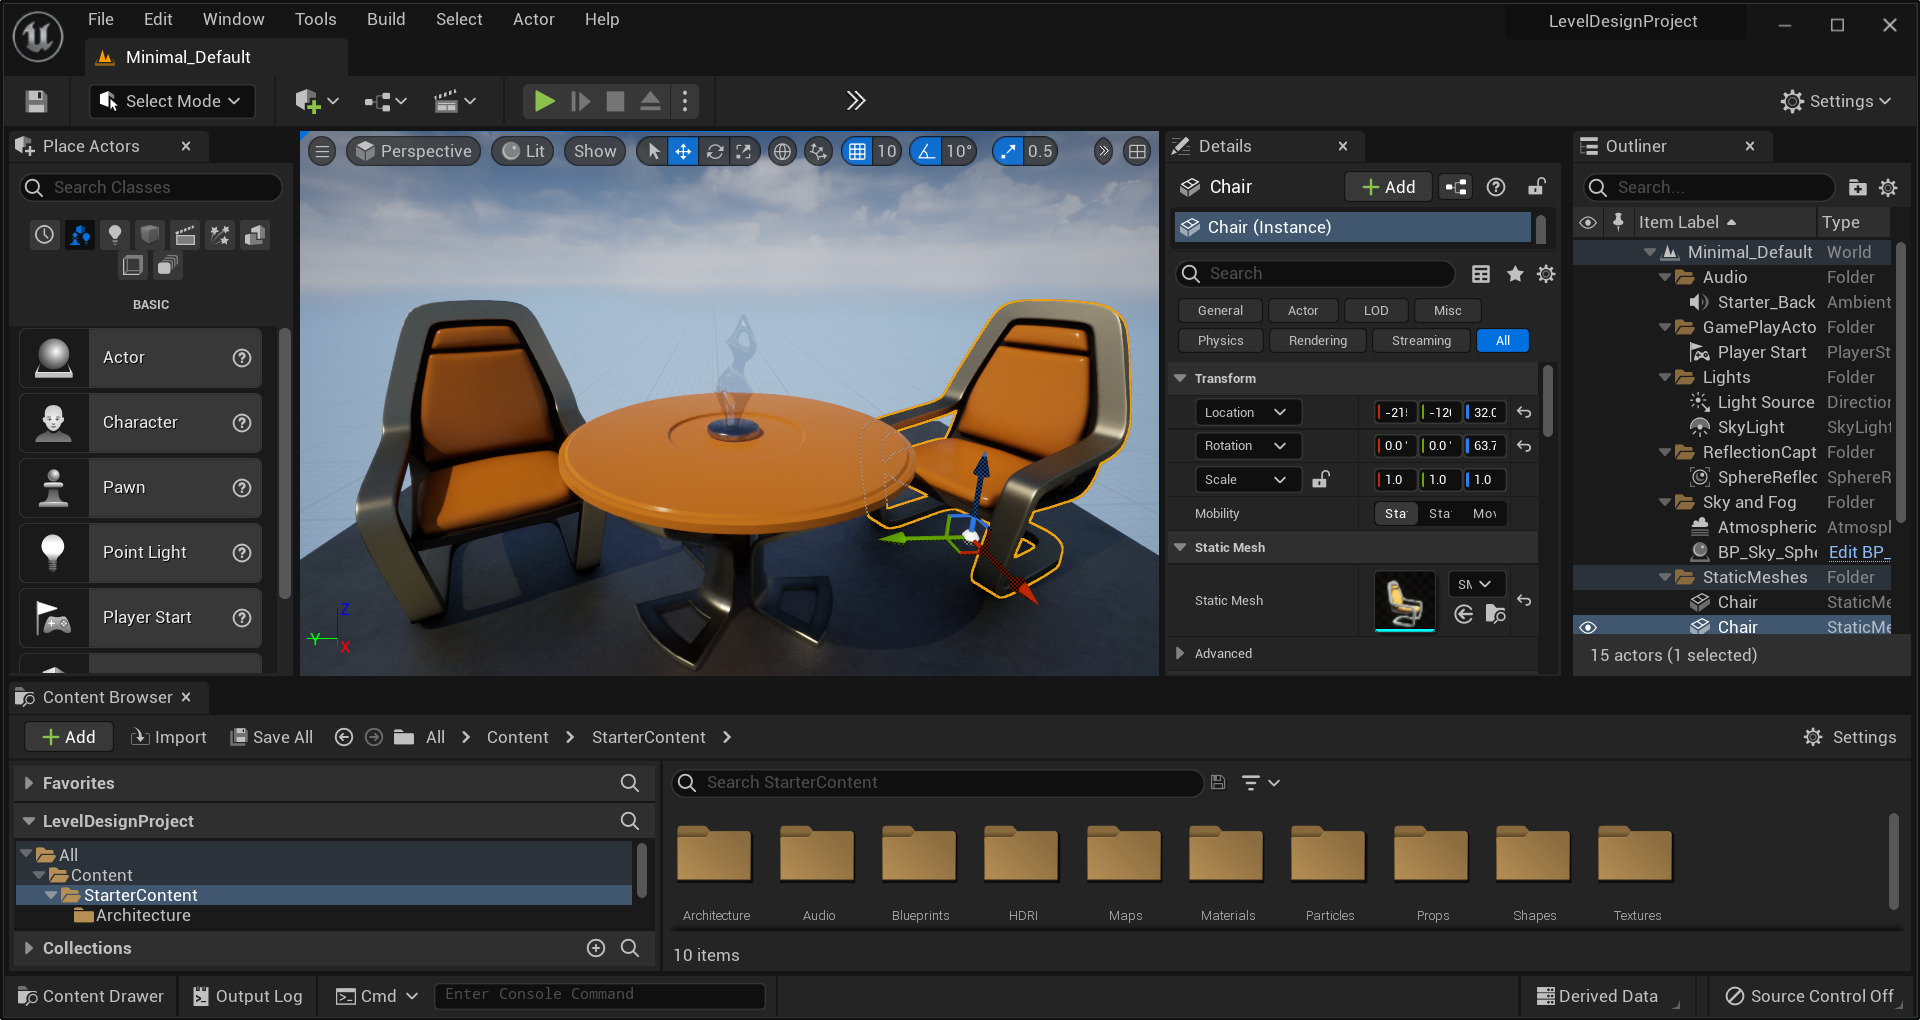 File Edit Window Tools Build Select Actor Help
LevelDesignProject
Minimal_Default
Select Mode
Settings
Place Actors
Search Classes
BASIC
Actor
Character
Pawn
Point Light
Player Start
Perspective Lit Show 10 10° 0.5
Z
Y
X
Details
Chair
Add
Chair (Instance)
Search
General Actor LOD Misc
Physics Rendering Streaming All
Transform
Location -21 -12 32.0
Rotation 0.0° 0.0° 63.7
Scale 1.0 1.0 1.0
Mobility Sta Sta Mov
Static Mesh
Static Mesh SM
Advanced
Outliner
Search...
Item Label Type
Minimal_Default World
Audio Folder
Starter_Back Ambient
GamePlayActo Folder
Player Start PlayerSt
Lights Folder
Light Source Direction
SkyLight SkyLight
ReflectionCapt Folder
SphereReflec SphereR
Sky and Fog Folder
Atmospheric Atmosph
BP_Sky_Sphe Edit BP_
StaticMeshes Folder
Chair StaticMe
Chair StaticMe
15 actors (1 selected)
Content Browser
Add Import Save All All > Content > StarterContent >
Settings
Favorites
LevelDesignProject
All
Content
StarterContent
Architecture
Collections
Search StarterContent
Architecture Audio Blueprints HDRI Maps Materials Particles Props Shapes Textures
10 items
Content Drawer Output Log Cmd Enter Console Command
Derived Data Source Control Off